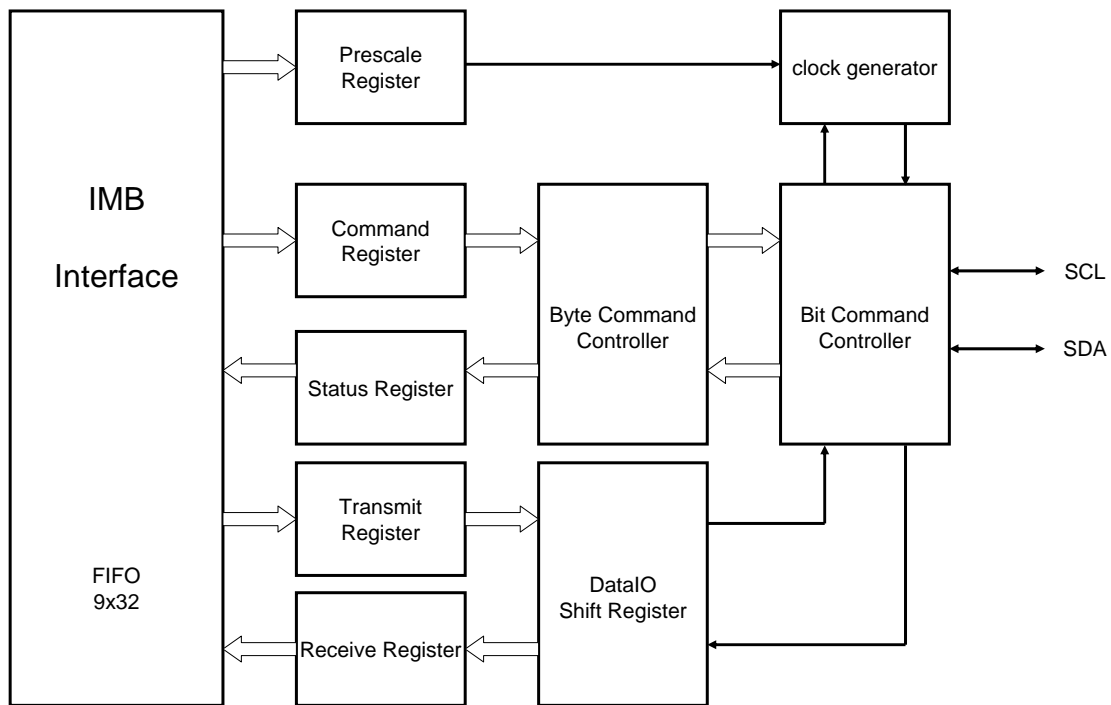 IMB
Interface
FIFO
9x32
Prescale
Register
clock generator
Command
Register
Status Register
Transmit
Register
Receive Register
Byte Command
Controller
DataIO
Shift Register
Bit Command
Controller
SCL
SDA